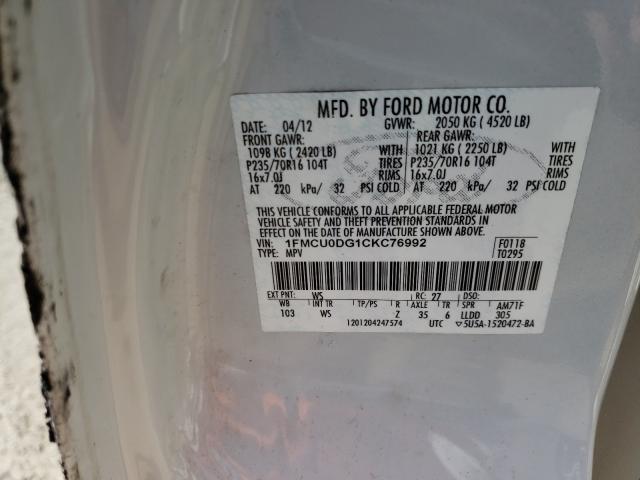 MFD. BY FORD MOTOR CO.
DATE: 04/12 GVWR: 2050 KG ( 4520 LB)
FRONT GAWR: REAR GAWR:
1098 KG ( 2420 LB) WITH 1021 KG ( 2250 LB) WITH
P235/70R16 104T TIRES P235/70R16 104T TIRES
16x7.0J RIMS 16x7.0J RIMS
AT 220 kPa/ 32 PSI COLD AT 220 kPa/ 32 PSI COLD
THIS VEHICLE CONFORMS TO ALL APPLICABLE FEDERAL MOTOR
VEHICLE SAFETY AND THEFT PREVENTION STANDARDS IN
EFFECT ON THE DATE OF MANUFACTURE SHOWN ABOVE.
VIN: 1FMCU0DG1CKC76992 F0118
TYPE: MPV T0295
EXT PNT: WS RC: 27 DSO:
WB INT TR TP/PS R AXLE TR SPR AM71F
103 WS Z 35 6 LLDD 305
1201204247574 UTC ▽5U5A-1520472-BA